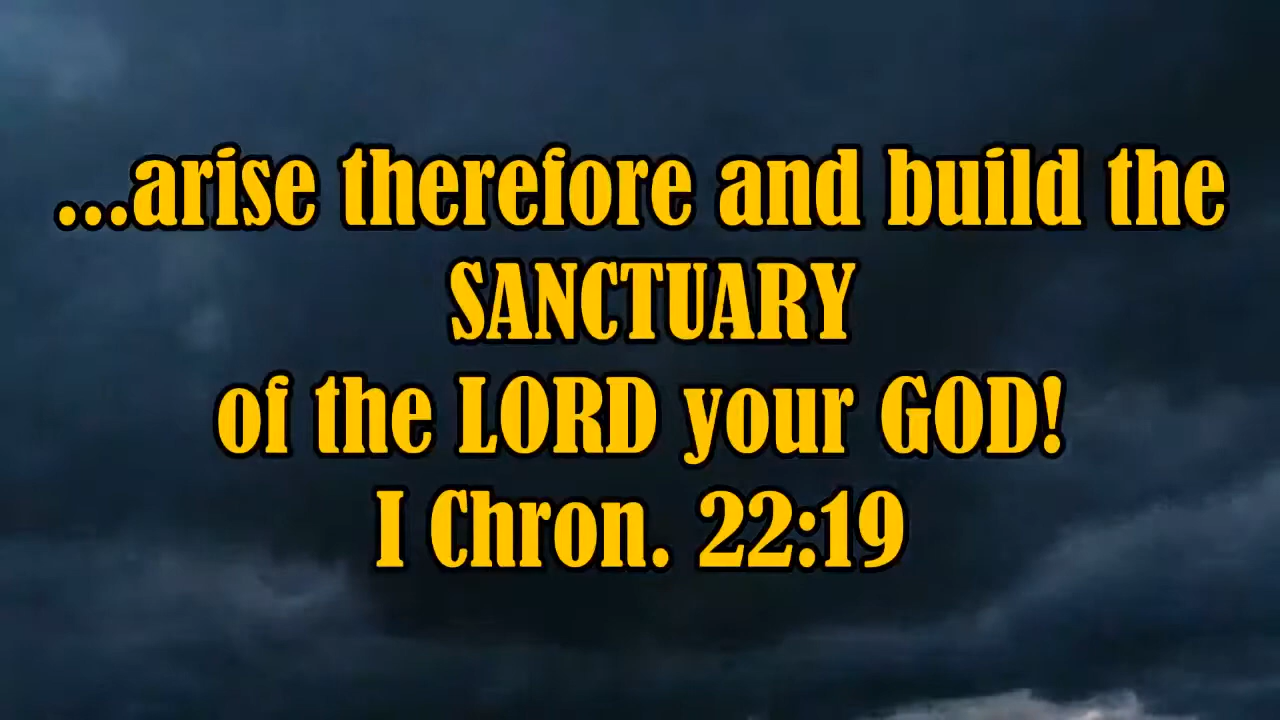 ...arise therefore and build the
SANCTUARY
of the LORD your GOD!
I Chron. 22:19